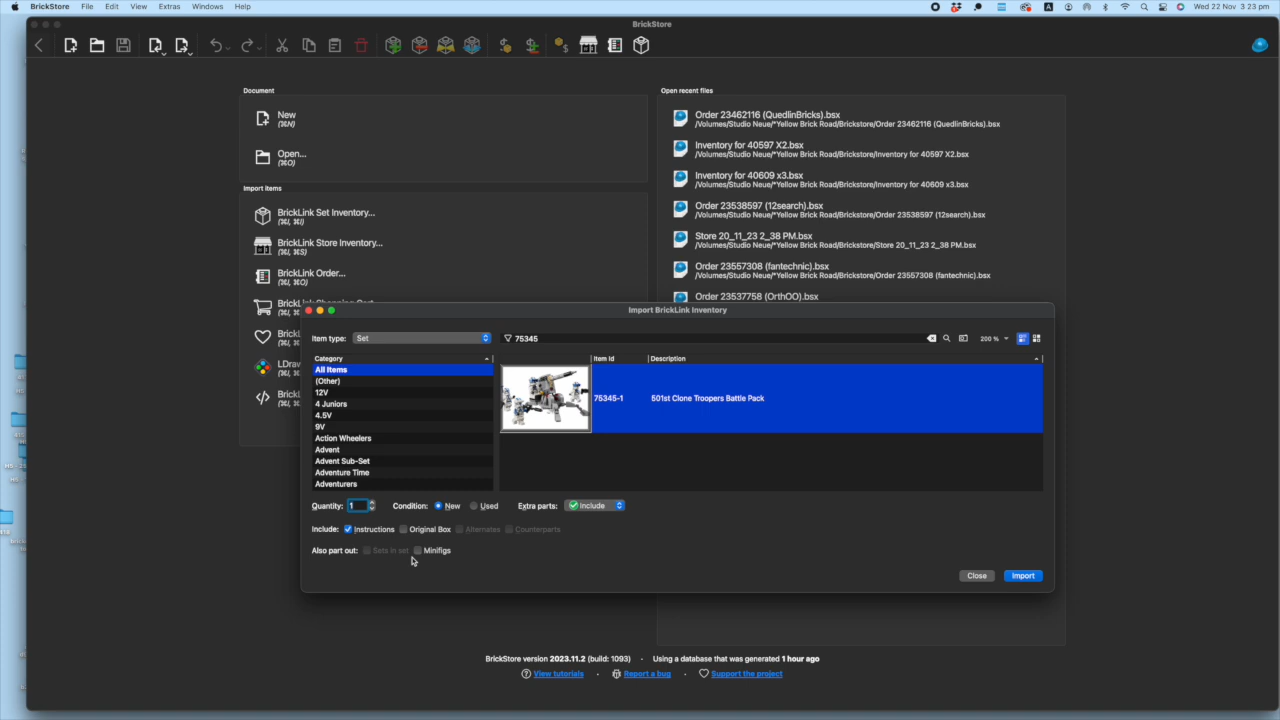 BrickStore File Edit View Extras Windows Help
Wed 22 Nov 3 23 pm
BrickStore
Document
New
(⌘N)
Open...
(⌘O)
Import items
BrickLink Set Inventory...
(⌘I, ⌘I)
BrickLink Store Inventory...
(⌘I, ⌘S)
BrickLink Order...
(⌘I, ⌘O)
Open recent files
Order 23462116 (QuedlinBricks).bsx
/Volumes/Studio Neue/*Yellow Brick Road/Brickstore/Order 23462116 (QuedlinBricks).bsx
Inventory for 40597 X2.bsx
/Volumes/Studio Neue/*Yellow Brick Road/Brickstore/Inventory for 40597 X2.bsx
Inventory for 40609 x3.bsx
/Volumes/Studio Neue/*Yellow Brick Road/Brickstore/Inventory for 40609 x3.bsx
Order 23538597 (12search).bsx
/Volumes/Studio Neue/*Yellow Brick Road/Brickstore/Order 23538597 (12search).bsx
Store 20_11_23 2_38 PM.bsx
/Volumes/Studio Neue/*Yellow Brick Road/Brickstore/Store 20_11_23 2_38 PM.bsx
Order 23557308 (fantechnic).bsx
/Volumes/Studio Neue/*Yellow Brick Road/Brickstore/Order 23557308 (fantechnic).bsx
Order 23537758 (OrthOO).bsx
Import BrickLink Inventory
Item type: Set 75345 200 %
Category Item Id Description
All Items
(Other)
12V
4 Juniors
4.5V
9V
Action Wheelers
Advent
Advent Sub-Set
Adventure Time
Adventurers
75345-1 501st Clone Troopers Battle Pack
Quantity: 1 Condition: New Used Extra parts: Include
Include: Instructions Original Box Alternates Counterparts
Also part out: Sets in set Minifigs
Close Import
BrickStore version 2023.11.2 (build: 1093) · Using a database that was generated 1 hour ago
View tutorials · Report a bug · Support the project